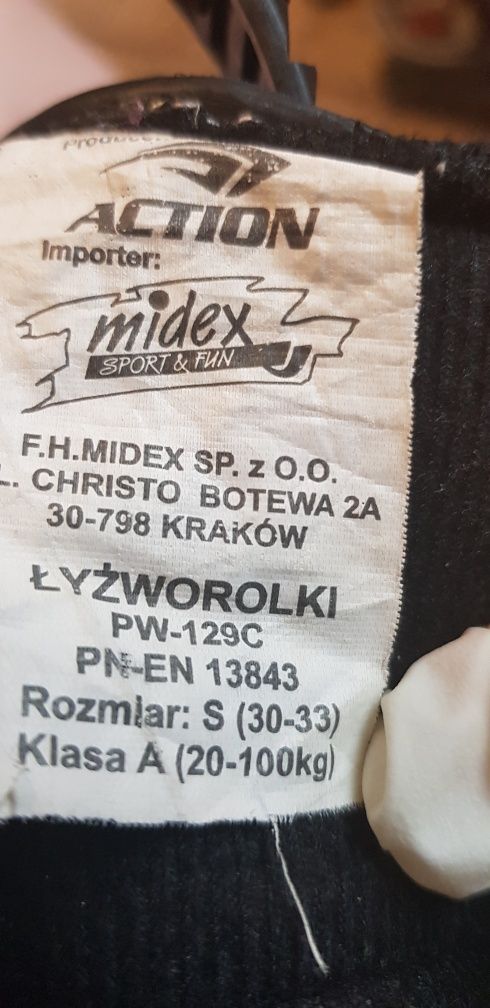 Producer:
ACTION
Importer:
midex
SPORT & FUN
F.H.MIDEX SP. z O.O.
L. CHRISTO BOTEWA 2A
30-798 KRAKÓW
ŁYŻWOROLKI
PW-129C
PN-EN 13843
Rozmiar: S (30-33)
Klasa A (20-100kg)